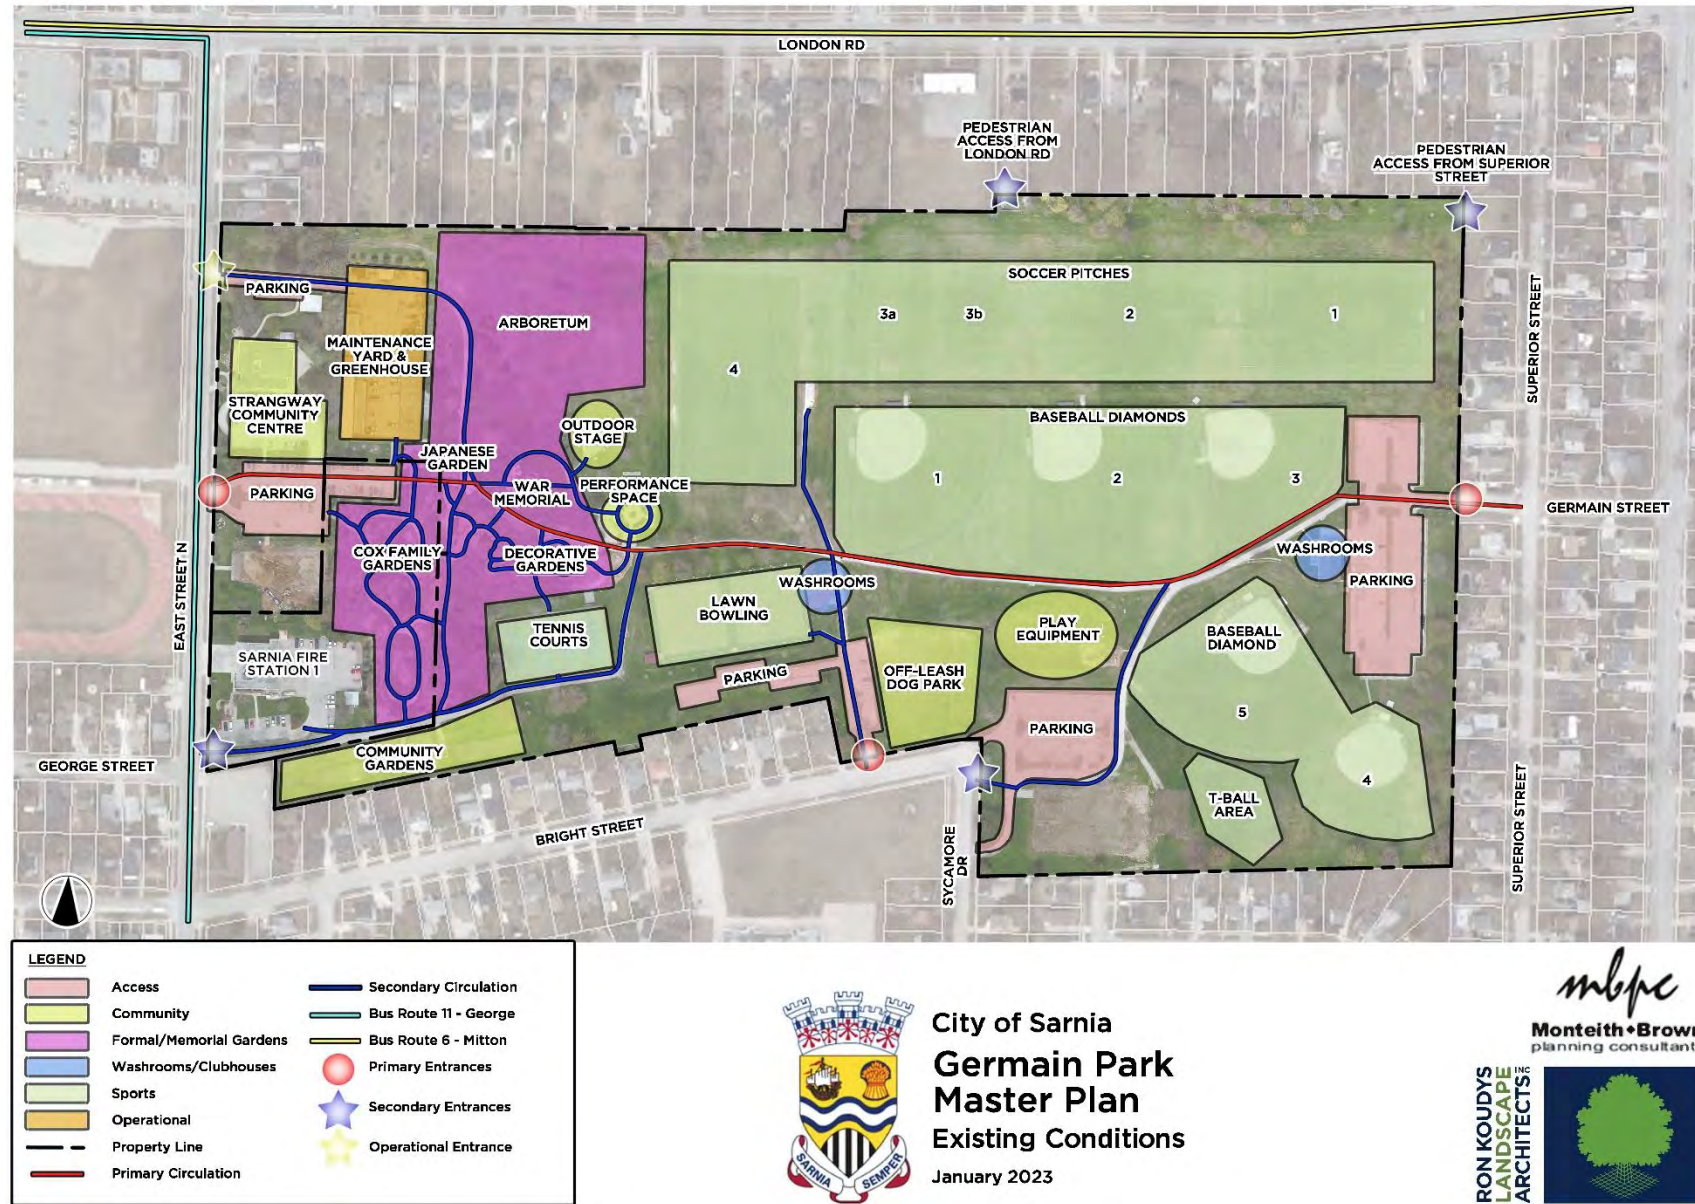 LONDON RD
PEDESTRIAN
ACCESS FROM
LONDON RD
PEDESTRIAN
ACCESS FROM SUPERIOR
STREET
SOCCER PITCHES
PARKING
3a
3b
2
1
ARBORETUM
MAINTENANCE
YARD &
GREENHOUSE
4
SUPERIOR STREET
STRANGWAY
COMMUNITY
CENTRE
BASEBALL DIAMONDS
OUTDOOR
STAGE
JAPANESE
GARDEN
1
2
3
PARKING
WAR
MEMORIAL
PERFORMANCE
SPACE
GERMAIN STREET
COX FAMILY
GARDENS
DECORATIVE
GARDENS
WASHROOMS
WASHROOMS
PARKING
EAST STREET N
LAWN
BOWLING
TENNIS
COURTS
PLAY
EQUIPMENT
BASEBALL
DIAMOND
SARNIA FIRE
STATION 1
PARKING
OFF-LEASH
DOG PARK
5
PARKING
GEORGE STREET
COMMUNITY
GARDENS
4
T-BALL
AREA
BRIGHT STREET
SYCAMORE
DR
SUPERIOR STREET
LEGEND
Access
Community
Formal/Memorial Gardens
Washrooms/Clubhouses
Sports
Operational
Property Line
Primary Circulation
Secondary Circulation
Bus Route 11 - George
Bus Route 6 - Mitton
Primary Entrances
Secondary Entrances
Operational Entrance
SARNIA SEMPER
City of Sarnia
Germain Park
Master Plan
Existing Conditions
January 2023
mbpc
Monteith+Brown
planning consultant
RON KOUDYS
LANDSCAPE
ARCHITECTS INC